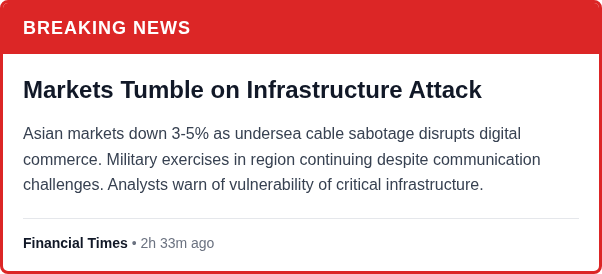 BREAKING NEWS
Markets Tumble on Infrastructure Attack
Asian markets down 3-5% as undersea cable sabotage disrupts digital
commerce. Military exercises in region continuing despite communication
challenges. Analysts warn of vulnerability of critical infrastructure.
Financial Times • 2h 33m ago